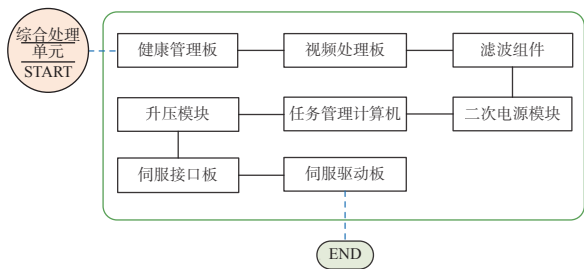 综合处理
单元
START
健康管理板
视频处理板
滤波组件
升压模块
任务管理计算机
二次电源模块
伺服接口板
伺服驱动板
END